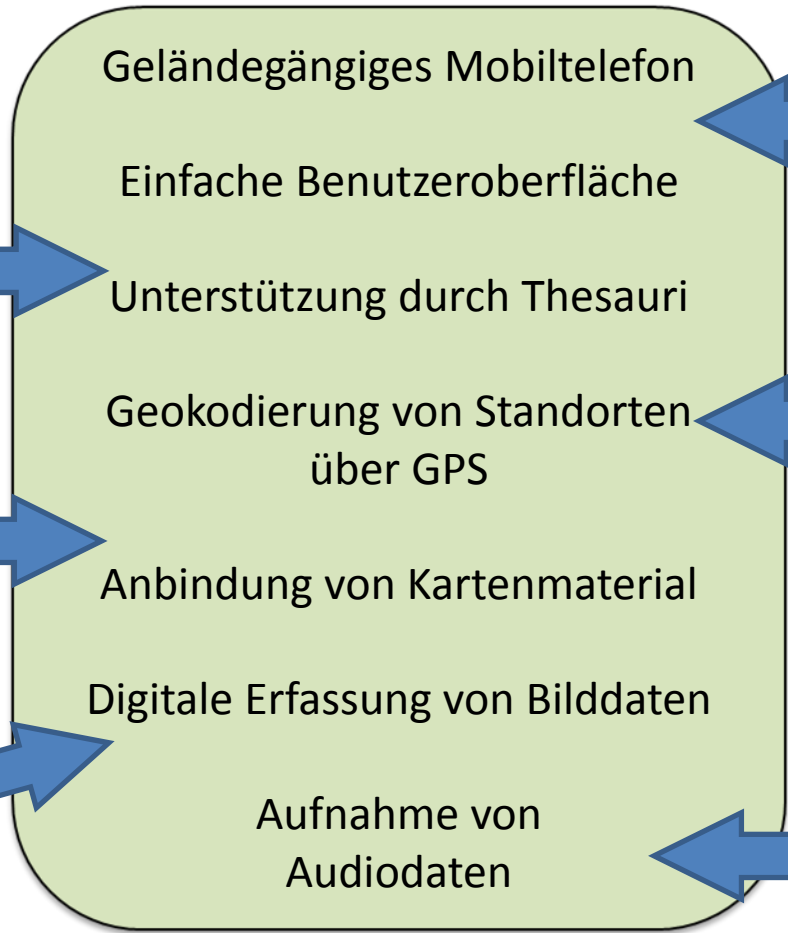 Geländegängiges Mobiltelefon
Einfache Benutzeroberfläche
Unterstützung durch Thesauri
Geokodierung von Standorten
über GPS
Anbindung von Kartenmaterial
Digitale Erfassung von Bilddaten
Aufnahme von
Audiodaten